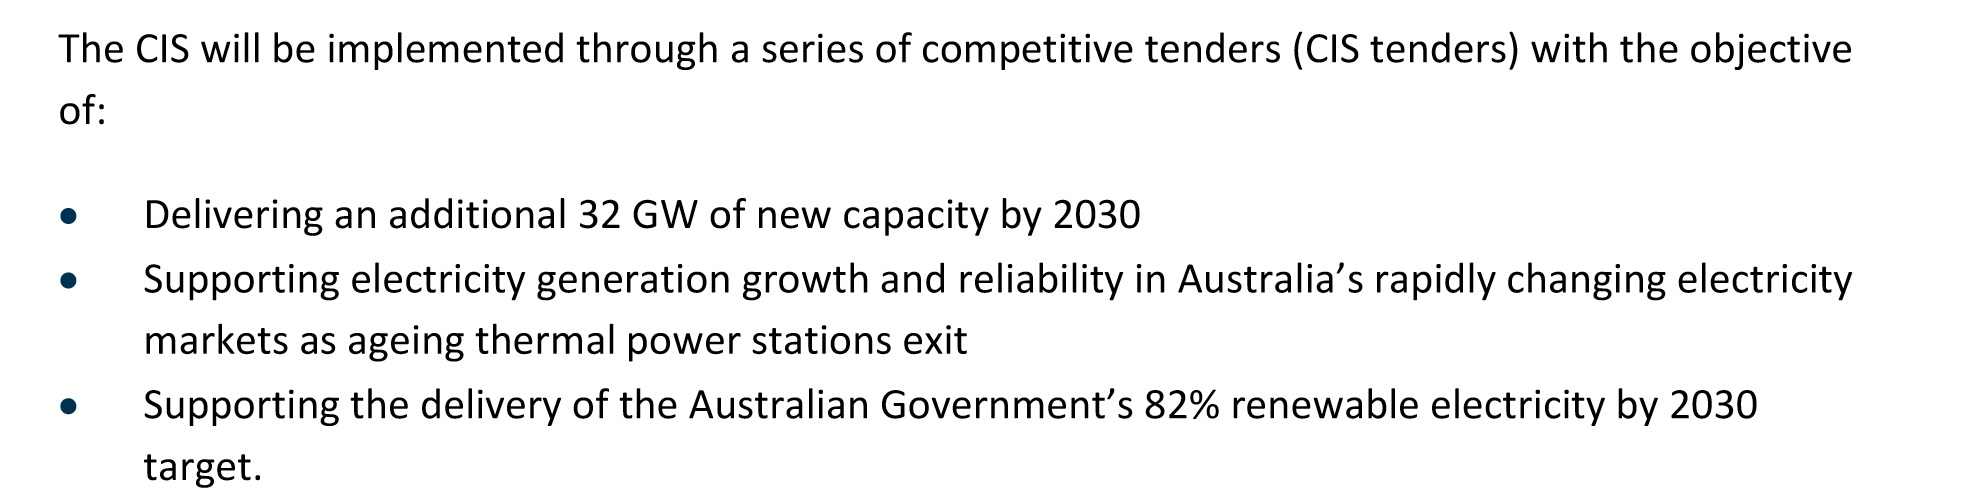 The CIS will be implemented through a series of competitive tenders (CIS tenders) with the objective
of:
• Delivering an additional 32 GW of new capacity by 2030
• Supporting electricity generation growth and reliability in Australia’s rapidly changing electricity
markets as ageing thermal power stations exit
• Supporting the delivery of the Australian Government’s 82% renewable electricity by 2030
target.